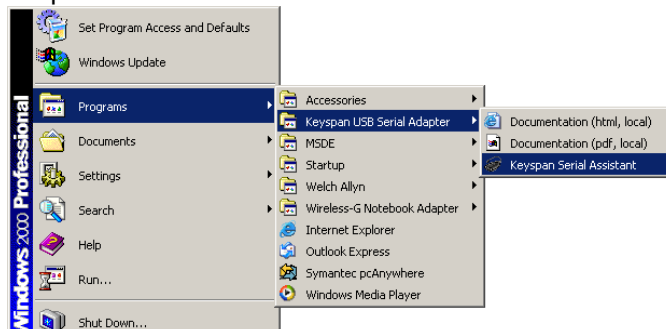 Set Program Access and Defaults
Windows Update
Programs
Documents
Settings
Search
Help
Run...
Shut Down...
Windows 2000 Professional
Accessories
Keyspan USB Serial Adapter
MSDE
Startup
Welch Allyn
Wireless-G Notebook Adapter
Internet Explorer
Outlook Express
Symantec pcAnywhere
Windows Media Player
Documentation (html, local)
Documentation (pdf, local)
Keyspan Serial Assistant